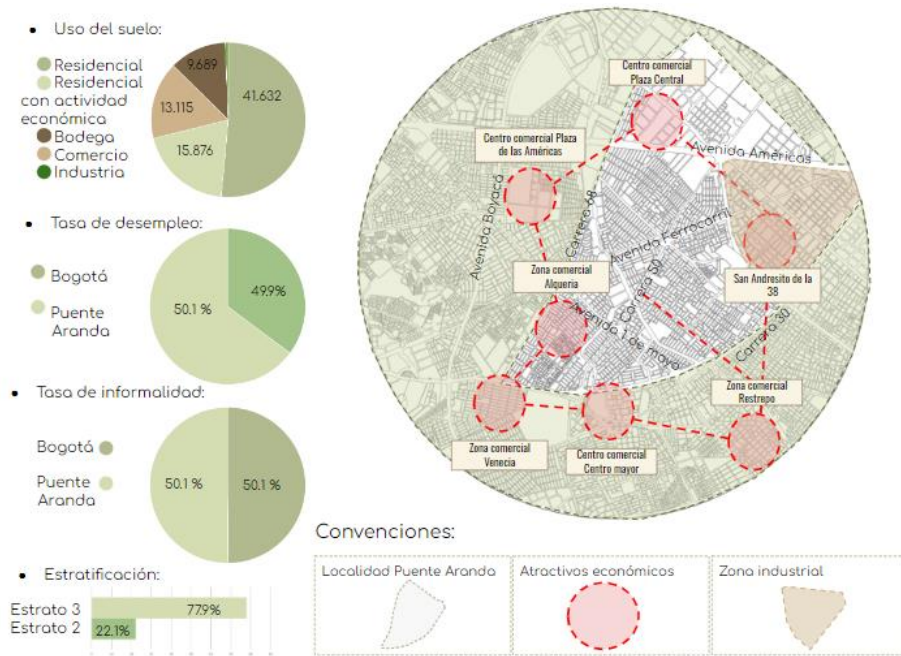 Uso del suelo:
Residencial
Residencial
con actividad
económica
Bodega
Comercio
Industria
9.689
41.632
13.115
15.876
Tasa de desempleo:
Bogotá
Puente
Aranda
50.1 %
49.9%
Tasa de informalidad:
Bogotá
Puente
Aranda
50.1 %
50.1 %
Estratificación:
Estrato 3
77.9%
Estrato 2
22.1%
Centro comercial
Plaza Central
Centro comercial Plaza
de las Américas
Avenida Américas
Avenida Boyacá
Carrera 68
Avenida Ferrocarril
Zona comercial
Alqueria
Carrera 50
San Andresito de la
38
Avenida 1 de mayo
Carrera 30
Zona comercial
Restrepo
Zona comercial
Venecia
Centro comercial
Centro mayor
Convenciones:
Localidad Puente Aranda
Atractivos económicos
Zona industrial